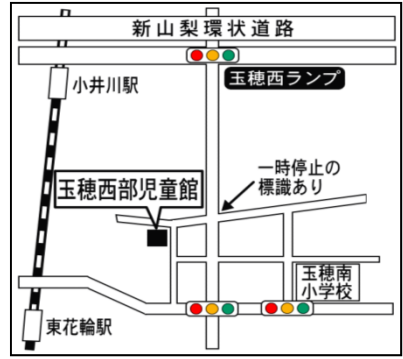 新山梨環状道路
小井川駅
玉穂西ランプ
一時停止の
標識あり
玉穂西部児童館
玉穂南
小学校
東花輪駅